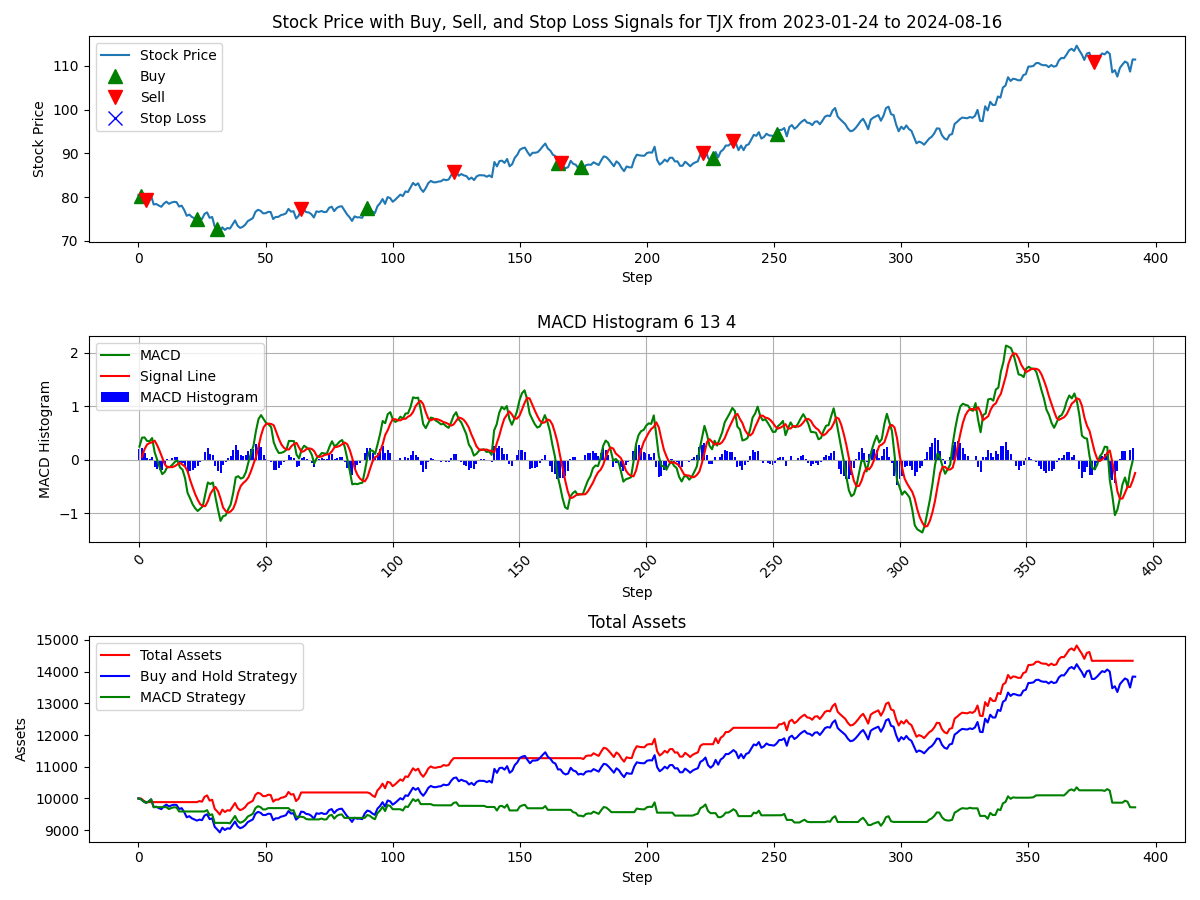 Stock Price with Buy, Sell, and Stop Loss Signals for TJX from 2023-01-24 to 2024-08-16
Stock Price
Buy
Sell
Stop Loss
Stock Price
110
100
90
80
70
0 50 100 150 200 250 300 350 400
Step
MACD Histogram 6 13 4
MACD
Signal Line
MACD Histogram
MACD Histogram
2
1
0
−1
0 50 100 150 200 250 300 350 400
Step
Total Assets
Total Assets
Buy and Hold Strategy
MACD Strategy
Assets
15000
14000
13000
12000
11000
10000
9000
0 50 100 150 200 250 300 350 400
Step